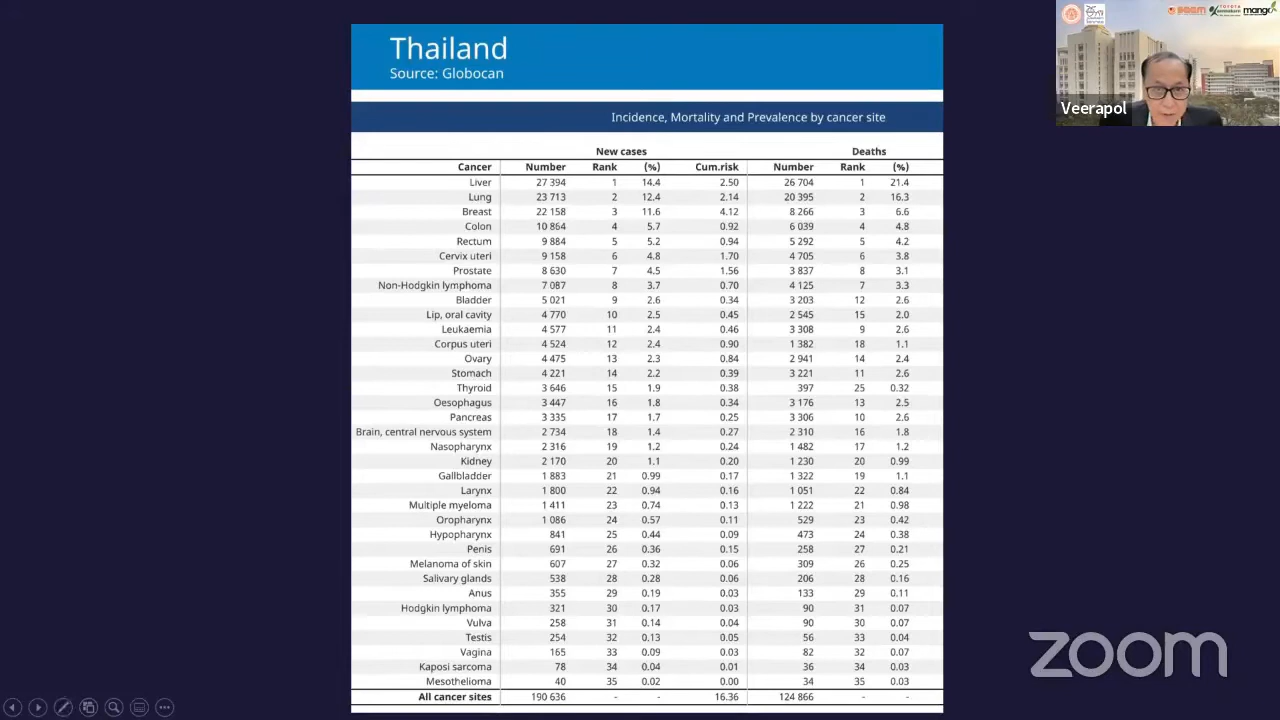 Thailand
Source: Globocan
Incidence, Mortality and Prevalence by cancer site
New cases Deaths
Cancer Number Rank (%) Cum.risk Number Rank (%)
Liver 27 394 1 14.4 2.50 26 704 1 21.4
Lung 23 713 2 12.4 2.14 20 395 2 16.3
Breast 22 158 3 11.6 4.12 8 266 3 6.6
Colon 10 864 4 5.7 0.92 6 039 4 4.8
Rectum 9 884 5 5.2 0.94 5 292 5 4.2
Cervix uteri 9 158 6 4.8 1.70 4 705 6 3.8
Prostate 8 630 7 4.5 1.56 3 837 8 3.1
Non-Hodgkin lymphoma 7 087 8 3.7 0.70 4 125 7 3.3
Bladder 5 021 9 2.6 0.34 3 203 12 2.6
Lip, oral cavity 4 770 10 2.5 0.45 2 545 15 2.0
Leukaemia 4 577 11 2.4 0.46 3 308 9 2.6
Corpus uteri 4 524 12 2.4 0.90 1 382 18 1.1
Ovary 4 475 13 2.3 0.84 2 941 14 2.4
Stomach 4 221 14 2.2 0.39 3 221 11 2.6
Thyroid 3 646 15 1.9 0.38 397 25 0.32
Oesophagus 3 447 16 1.8 0.34 3 176 13 2.5
Pancreas 3 335 17 1.7 0.25 3 306 10 2.6
Brain, central nervous system 2 734 18 1.4 0.27 2 310 16 1.8
Nasopharynx 2 316 19 1.2 0.24 1 482 17 1.2
Kidney 2 170 20 1.1 0.20 1 230 20 0.99
Gallbladder 1 883 21 0.99 0.17 1 322 19 1.1
Larynx 1 800 22 0.94 0.16 1 051 22 0.84
Multiple myeloma 1 411 23 0.74 0.13 1 222 21 0.98
Oropharynx 1 086 24 0.57 0.11 529 23 0.42
Hypopharynx 841 25 0.44 0.09 473 24 0.38
Penis 691 26 0.36 0.15 258 27 0.21
Melanoma of skin 607 27 0.32 0.06 309 26 0.25
Salivary glands 538 28 0.28 0.06 206 28 0.16
Anus 355 29 0.19 0.03 133 29 0.11
Hodgkin lymphoma 321 30 0.17 0.03 90 31 0.07
Vulva 258 31 0.14 0.04 90 30 0.07
Testis 254 32 0.13 0.05 56 33 0.04
Vagina 165 33 0.09 0.03 82 32 0.07
Kaposi sarcoma 78 34 0.04 0.01 36 34 0.03
Mesothelioma 40 35 0.02 0.00 34 35 0.03
All cancer sites 190 636 - - 16.36 124 866 - -
TOYOTA
mango
Veerapol
zoom